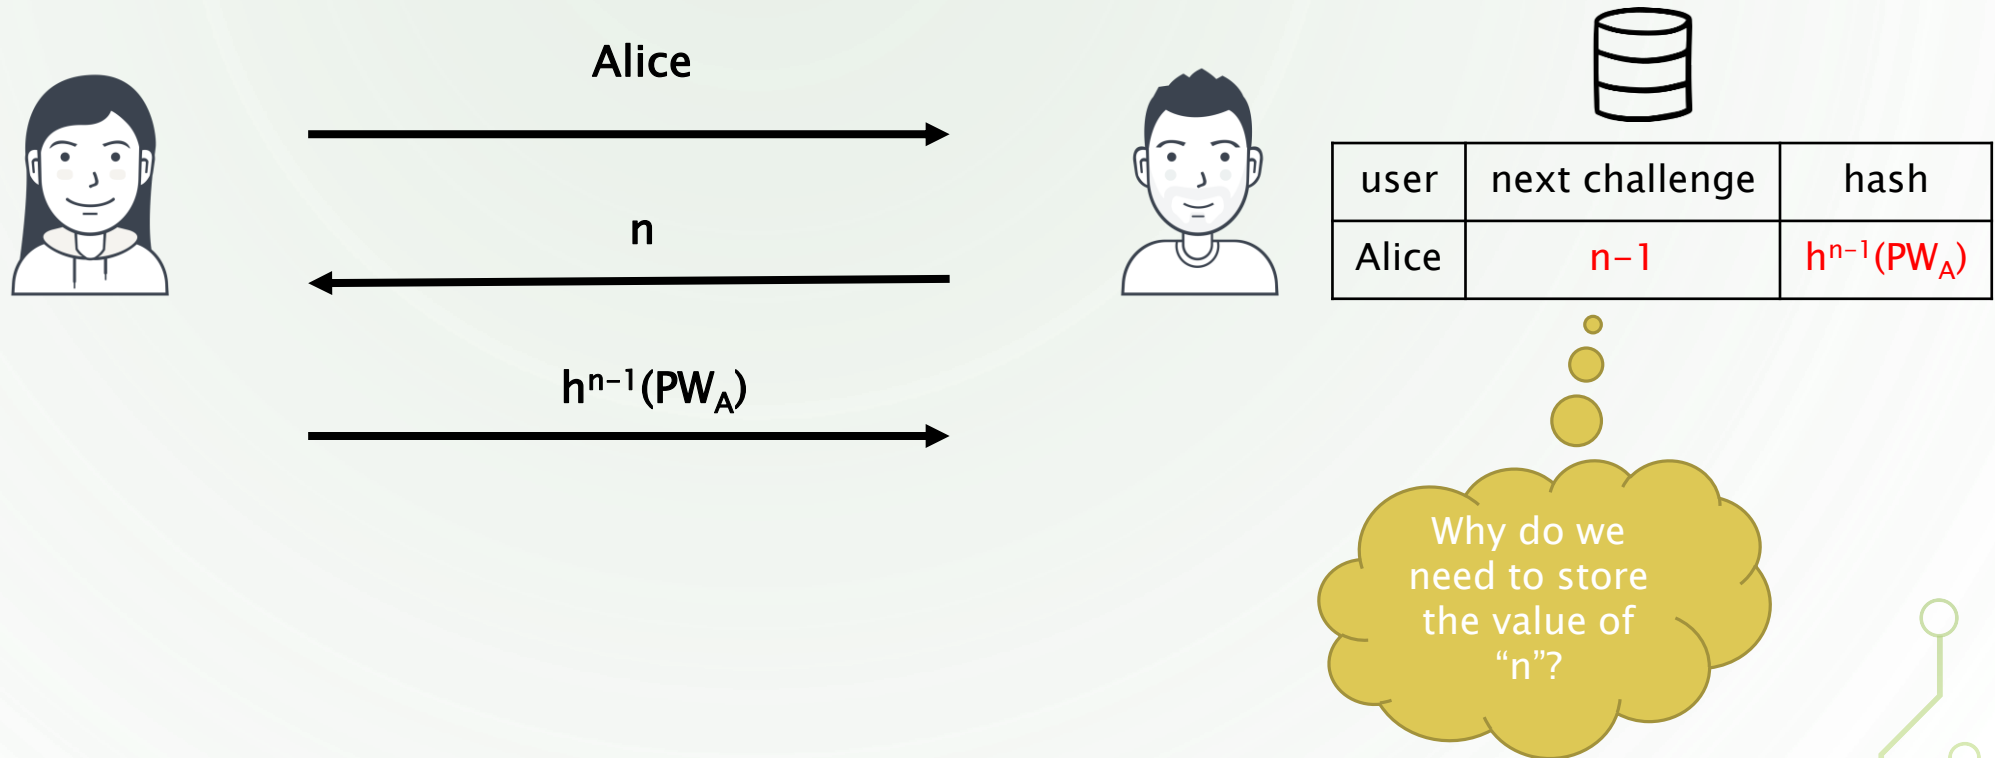 Alice
n
hⁿ⁻¹(PW_A)
user next challenge hash
Alice n-1 hⁿ⁻¹(PW_A)
Why do we
need to store
the value of
“n”?